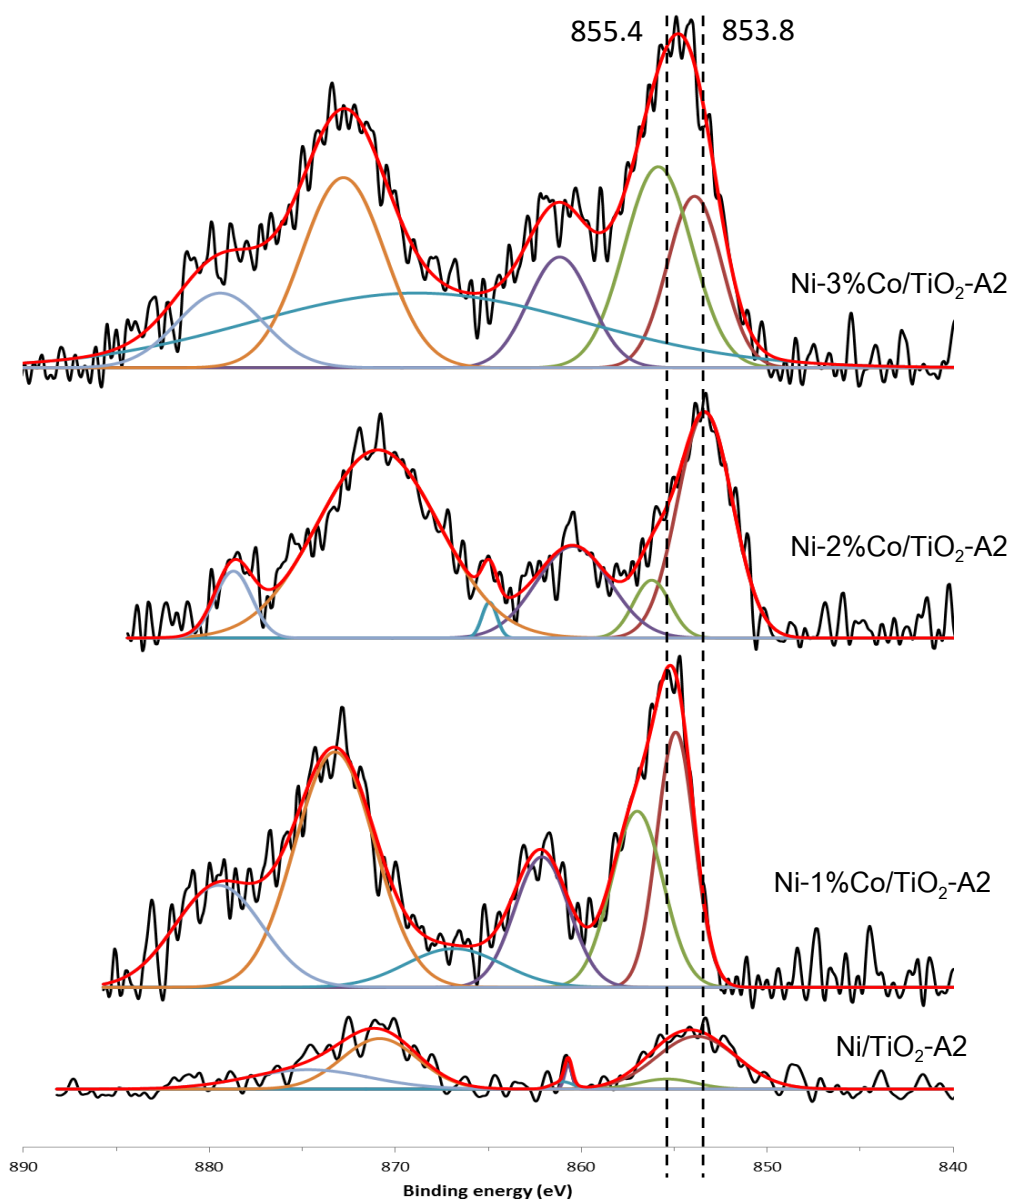 855.4 853.8
Ni-3%Co/TiO₂-A2
Ni-2%Co/TiO₂-A2
Ni-1%Co/TiO₂-A2
Ni/TiO₂-A2
890 880 870 860 850 840
Binding energy (eV)